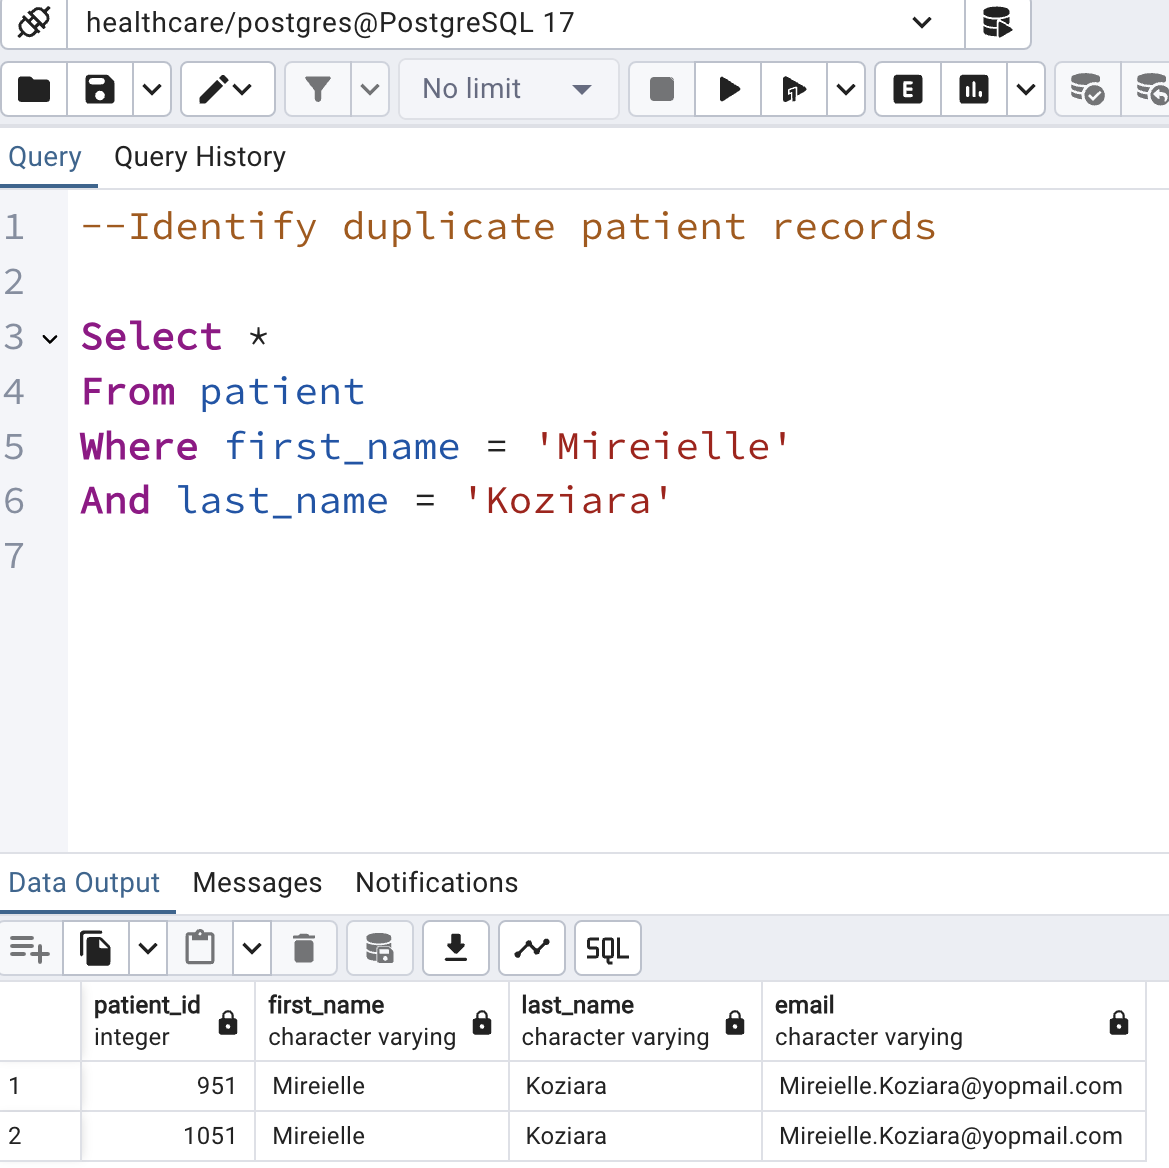 healthcare/postgres@PostgreSQL 17
No limit
E
Query Query History
1 --Identify duplicate patient records
2
3 Select *
4 From patient
5 Where first_name = 'Mireielle'
6 And last_name = 'Koziara'
7
Data Output Messages Notifications
SQL
patient_id first_name last_name email
integer character varying character varying character varying
1 951 Mireielle Koziara Mireielle.Koziara@yopmail.com
2 1051 Mireielle Koziara Mireielle.Koziara@yopmail.com